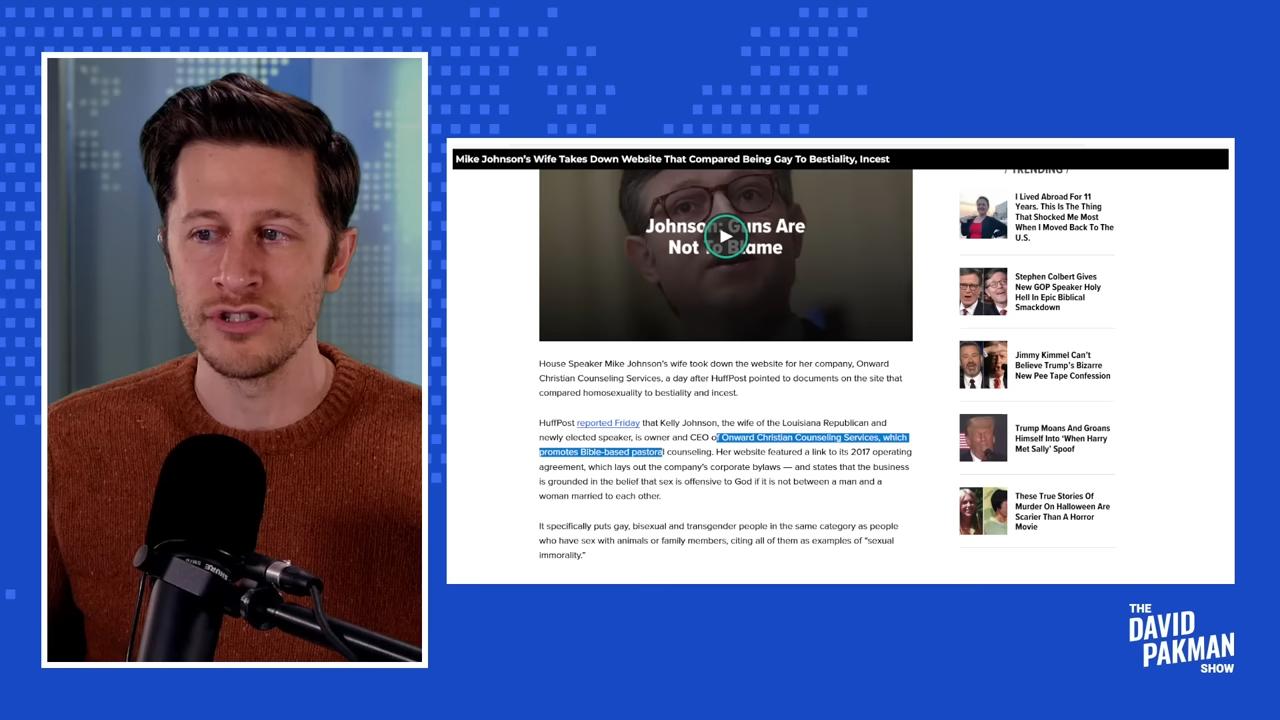 Mike Johnson's Wife Takes Down Website That Compared Being Gay To Bestiality, Incest
Johnson: Guns Are
Not To Blame
House Speaker Mike Johnson's wife took down the website for her company, Onward
Christian Counseling Services, a day after HuffPost pointed to documents on the site that
compared homosexuality to bestiality and incest.
HuffPost reported Friday that Kelly Johnson, the wife of the Louisiana Republican and
newly elected speaker, is owner and CEO of Onward Christian Counseling Services, which
promotes Bible-based pastoral counseling. Her website featured a link to its 2017 operating
agreement, which lays out the company's corporate bylaws — and states that the business
is grounded in the belief that sex is offensive to God if it is not between a man and a
woman married to each other.
It specifically puts gay, bisexual and transgender people in the same category as people
who have sex with animals or family members, citing all of them as examples of "sexual
immorality."
/ TRENDING /
I Lived Abroad For 11
Years. This Is The Thing
That Shocked Me Most
When I Moved Back To The
U.S.
Stephen Colbert Gives
New GOP Speaker Holy
Hell In Epic Biblical
Smackdown
Jimmy Kimmel Can't
Believe Trump's Bizarre
New Pee Tape Confession
Trump Moans And Groans
Himself Into 'When Harry
Met Sally' Spoof
These True Stories Of
Murder On Halloween Are
Scarier Than A Horror
Movie
SHURE
THE
DAVID
PAKMAN
SHOW